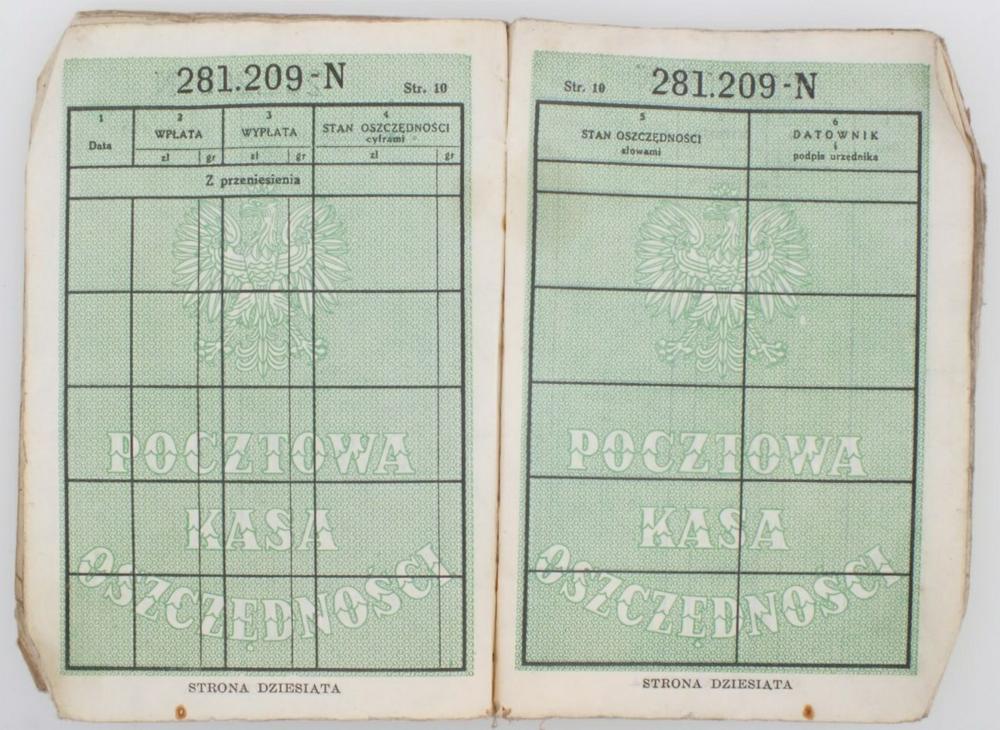 281.209-N
Str. 10
1
Data
2
WPŁATA
zł gr
3
WYPŁATA
zł gr
4
STAN OSZCZĘDNOŚCI
cyframi
zł gr
Z przeniesienia
POCZTOWA
KASA
OSZCZĘDNOŚCI
STRONA DZIESIĄTA
Str. 10
281.209-N
5
STAN OSZCZĘDNOŚCI
słowami
6
DATOWNIK
i
podpis urzędnika
POCZTOWA
KASA
OSZCZĘDNOŚCI
STRONA DZIESIĄTA